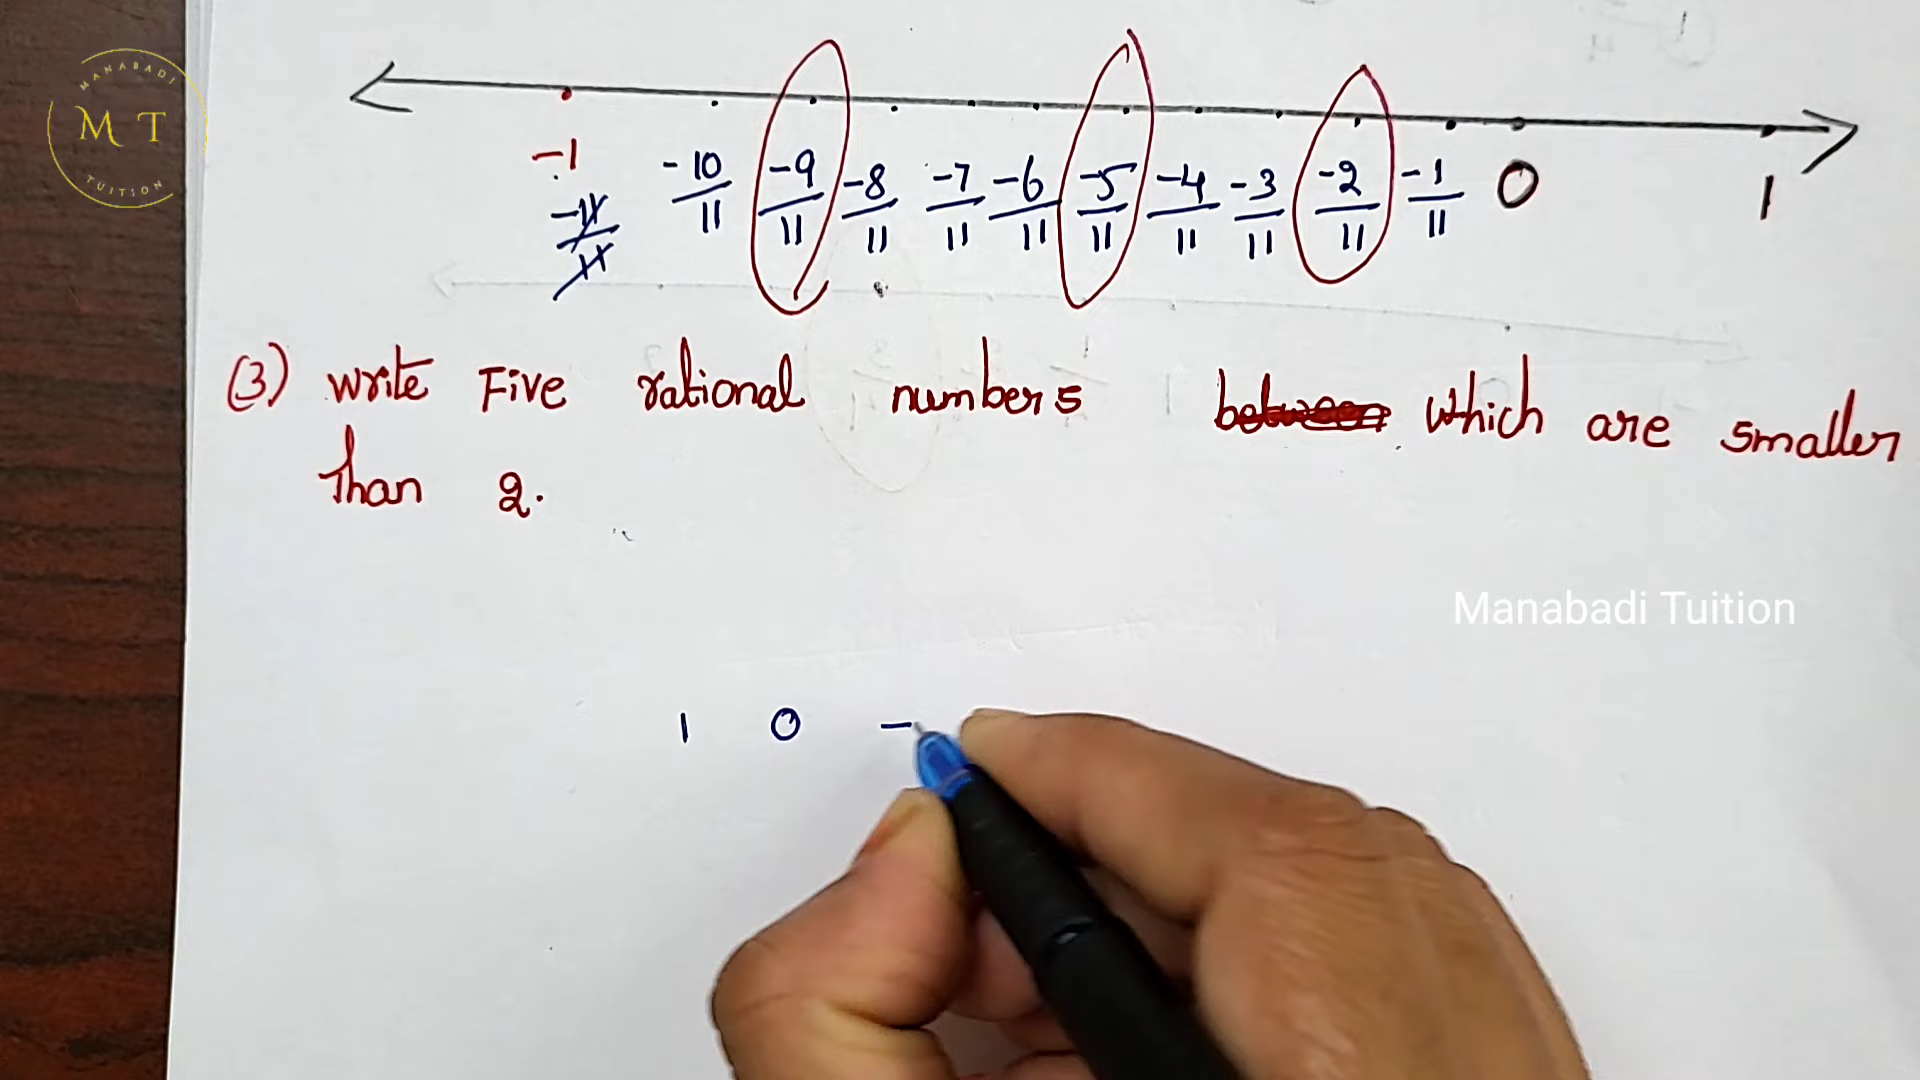 MANABADI
M T
TUITION
-1 -10/11 -9/11 -8/11 -7/11 -6/11 -5/11 -4/11 -3/11 -2/11 -1/11 0 1
-11/11
(3) write Five rational numbers between which are smaller
than 2.
Manabadi Tuition
1 0 -